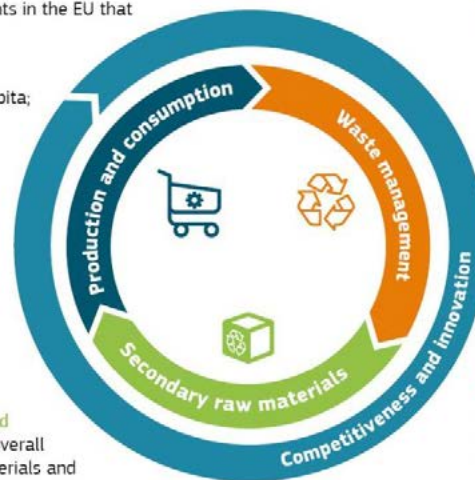 nts in the EU that
pita;
Production and consumption
Waste management
Secondary raw materials
Competitiveness and innovation
d
verall
erials and